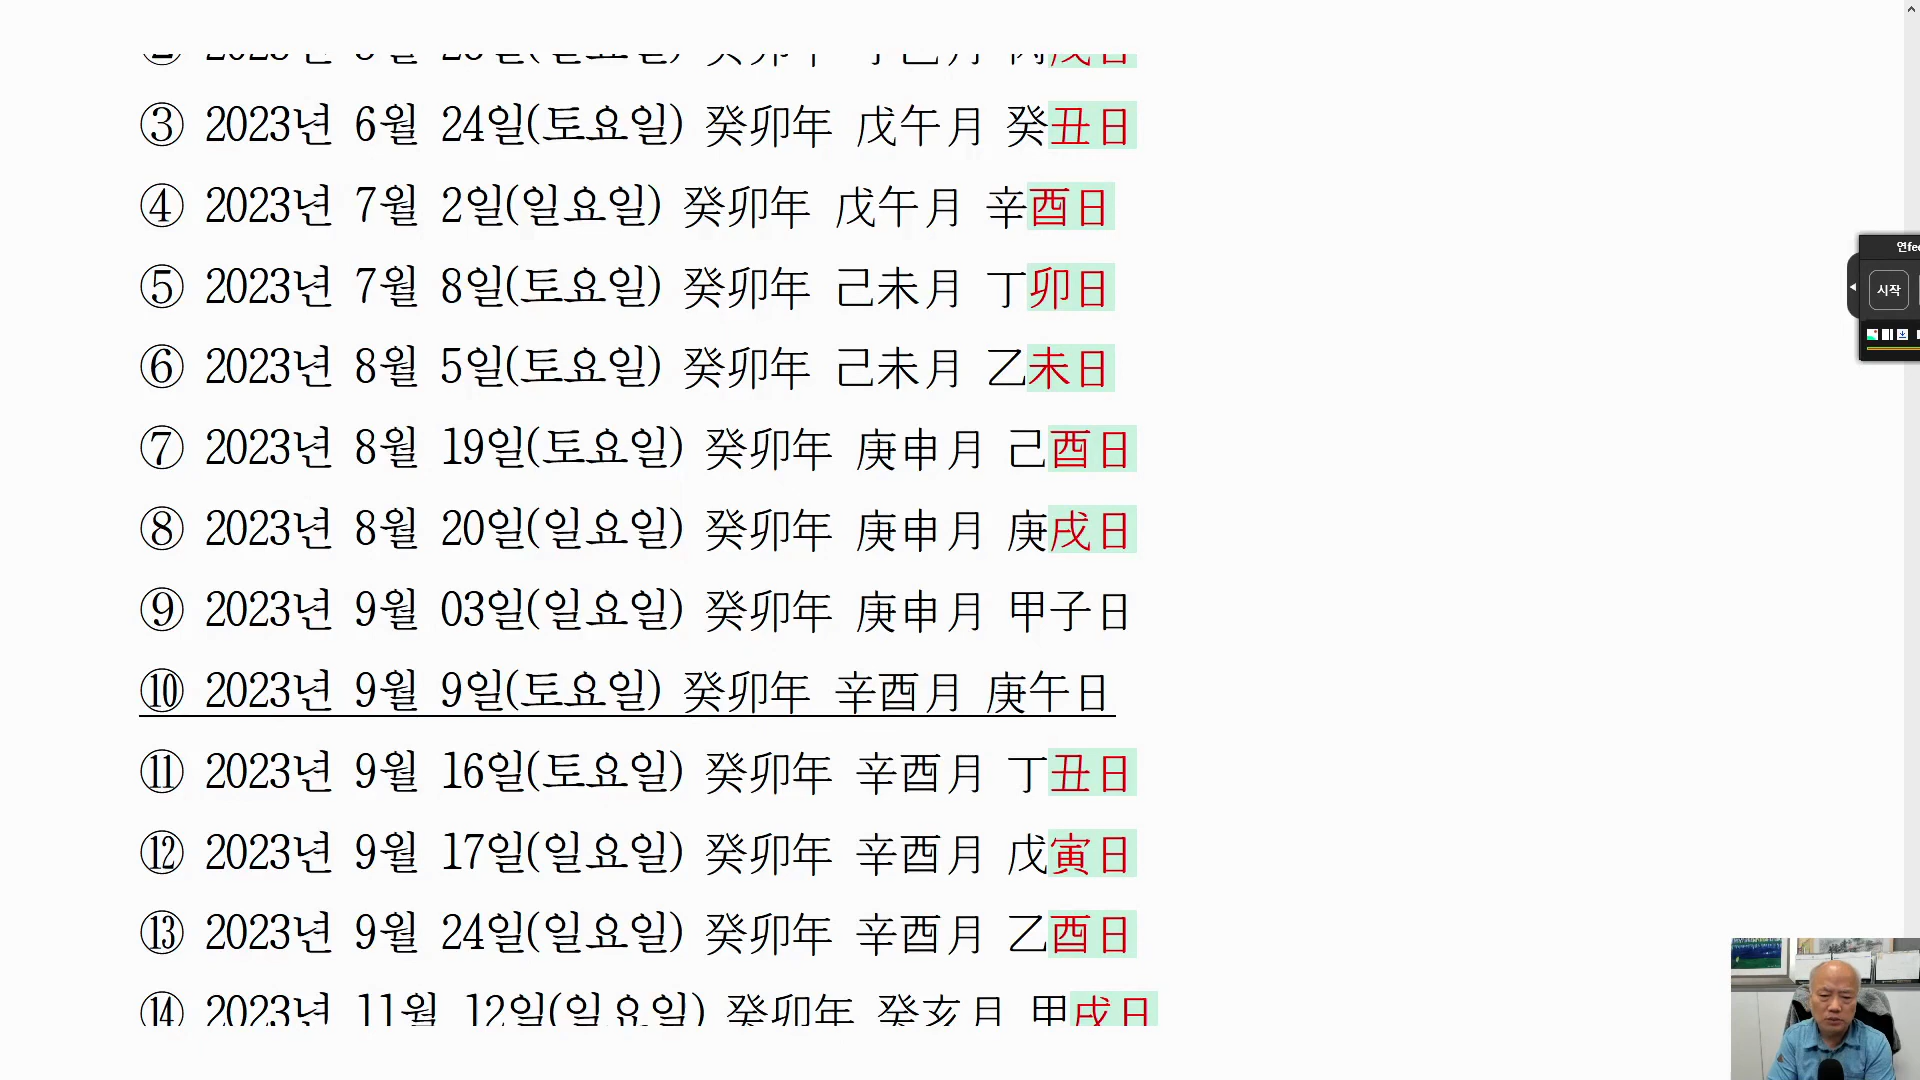 ③ 2023년 6월 24일(토요일) 癸卯年 戊午月 癸丑日
④ 2023년 7월 2일(일요일) 癸卯年 戊午月 辛酉日
⑤ 2023년 7월 8일(토요일) 癸卯年 己未月 丁卯日
⑥ 2023년 8월 5일(토요일) 癸卯年 己未月 乙未日
⑦ 2023년 8월 19일(토요일) 癸卯年 庚申月 己酉日
⑧ 2023년 8월 20일(일요일) 癸卯年 庚申月 庚戌日
⑨ 2023년 9월 03일(일요일) 癸卯年 庚申月 甲子日
⑩ 2023년 9월 9일(토요일) 癸卯年 辛酉月 庚午日
⑪ 2023년 9월 16일(토요일) 癸卯年 辛酉月 丁丑日
⑫ 2023년 9월 17일(일요일) 癸卯年 辛酉月 戊寅日
⑬ 2023년 9월 24일(일요일) 癸卯年 辛酉月 乙酉日
⑭ 2023년 11월 12일(일요일) 癸卯年 癸亥月 甲戌日
연fee
시작